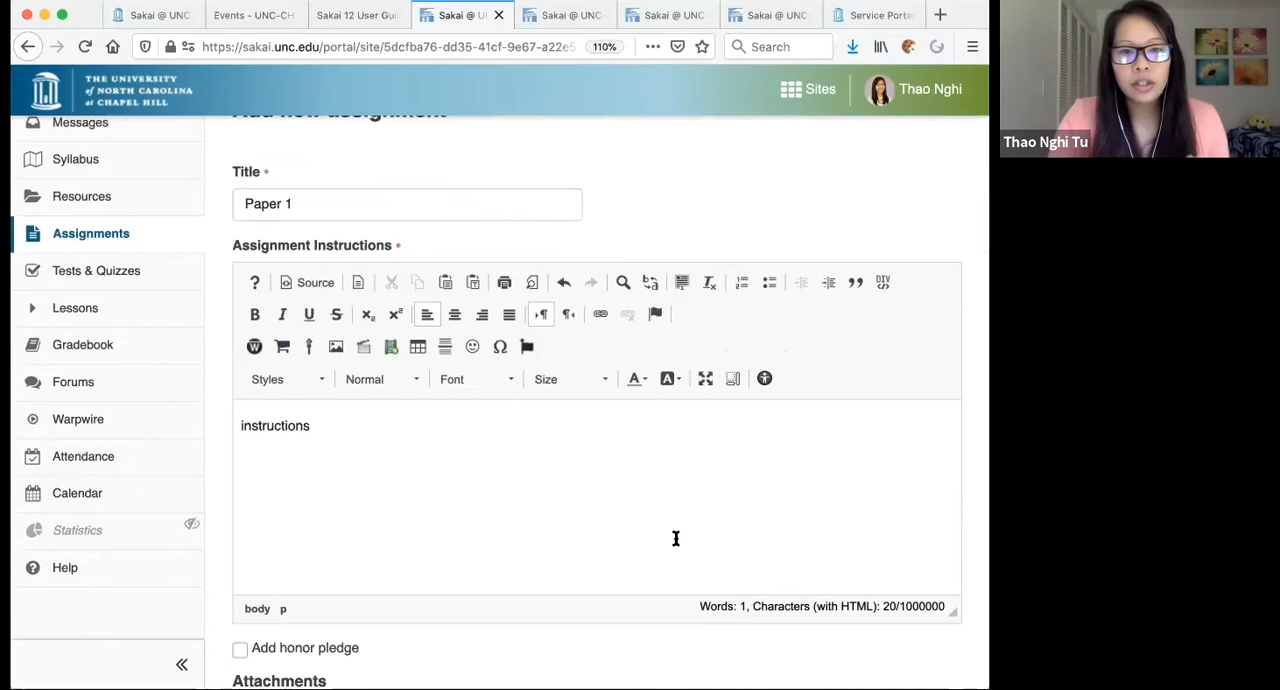 Sakai @ UNC
Events - UNC-CH
Sakai 12 User Gui
Sakai @ U
Sakai @ UNC
Sakai @ UNC
Sakai @ UNC
Service Porta
https://sakai.unc.edu/portal/site/5dcfba76-dd35-41cf-9e67-a22e5
110%
Search
THE UNIVERSITY
of NORTH CAROLINA
at CHAPEL HILL
Sites
Thao Nghi
Thao Nghi Tu
Messages
Syllabus
Resources
Assignments
Tests & Quizzes
Lessons
Gradebook
Forums
Warpwire
Attendance
Calendar
Statistics
Help
Add new assignment
Title *
Paper 1
Assignment Instructions *
Source
Styles
Normal
Font
Size
instructions
body p
Words: 1, Characters (with HTML): 20/1000000
Add honor pledge
Attachments